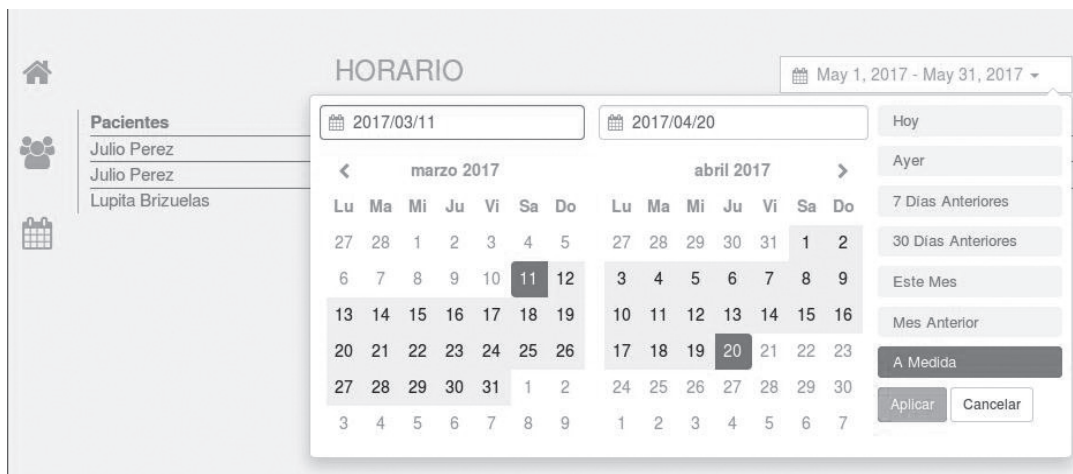 HORARIO
May 1, 2017 - May 31, 2017
Pacientes
Julio Perez
Julio Perez
Lupita Brizuelas
2017/03/11
2017/04/20
marzo 2017
Lu Ma Mi Ju Vi Sa Do
27 28 1 2 3 4 5
6 7 8 9 10 11 12
13 14 15 16 17 18 19
20 21 22 23 24 25 26
27 28 29 30 31 1 2
3 4 5 6 7 8 9
abril 2017
Lu Ma Mi Ju Vi Sa Do
27 28 29 30 31 1 2
3 4 5 6 7 8 9
10 11 12 13 14 15 16
17 18 19 20 21 22 23
24 25 26 27 28 29 30
1 2 3 4 5 6 7
Hoy
Ayer
7 Días Anteriores
30 Días Anteriores
Este Mes
Mes Anterior
A Medida
Aplicar Cancelar